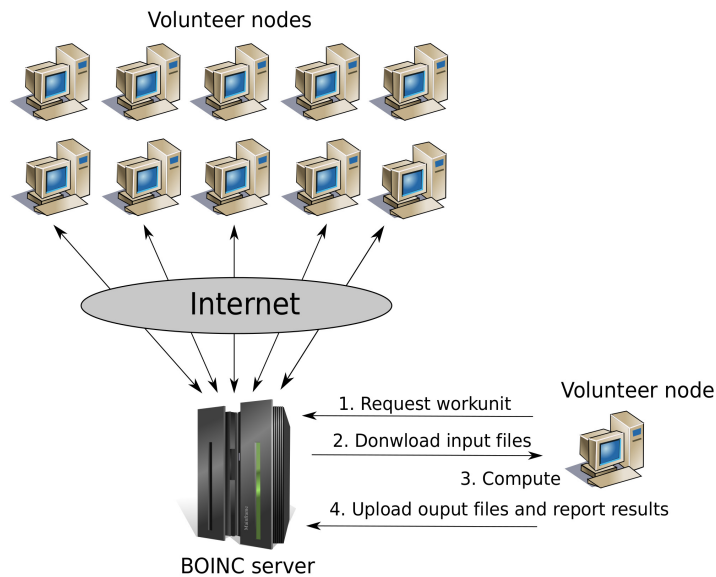 Volunteer nodes
Internet
Volunteer node
1. Request workunit
2. Donwload input files
3. Compute
4. Upload ouput files and report results
BOINC server